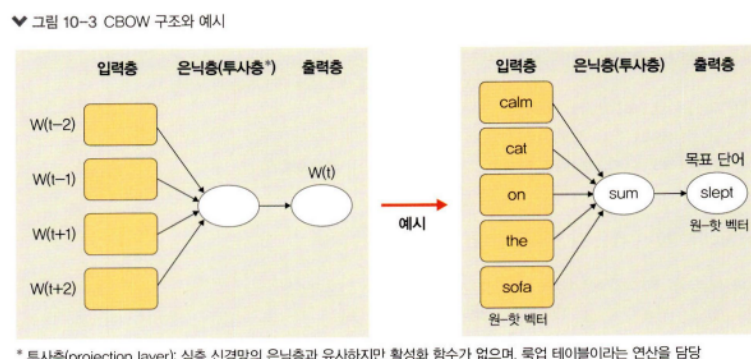 그림 10-3 CBOW 구조와 예시
입력층 은닉층(투사층*) 출력층
W(t-2)
W(t-1)
W(t+1)
W(t+2)
W(t)
예시
입력층 은닉층(투사층) 출력층
calm
cat
on
the
sofa
원-핫 벡터
sum
목표 단어
slept
원-핫 벡터
* 투사층(projection layer): 심층 신경망의 은닉층과 유사하지만 활성화 함수가 없으며, 룩업 테이블이라는 연산을 담당